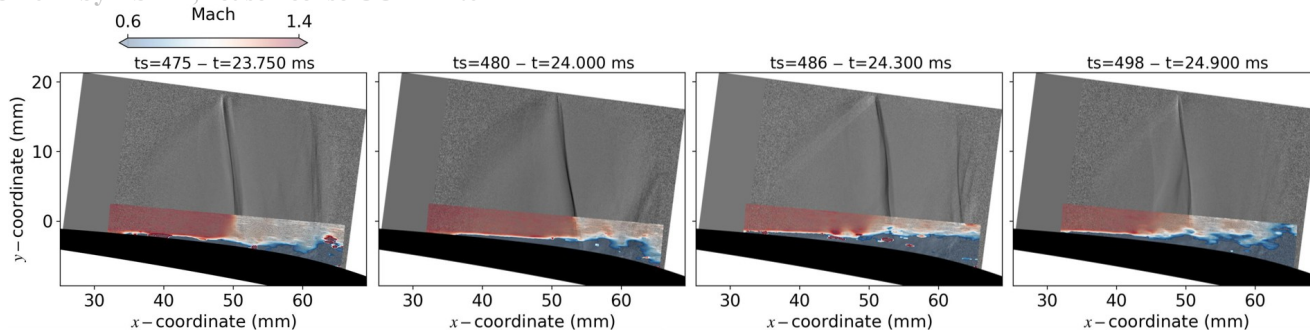 Mach
0.6 1.4
ts=475 − t=23.750 ms ts=480 − t=24.000 ms ts=486 − t=24.300 ms ts=498 − t=24.900 ms
20
10
0
y−coordinate (mm)
30 40 50 60 30 40 50 60 30 40 50 60 30 40 50 60
x−coordinate (mm) x−coordinate (mm) x−coordinate (mm) x−coordinate (mm)